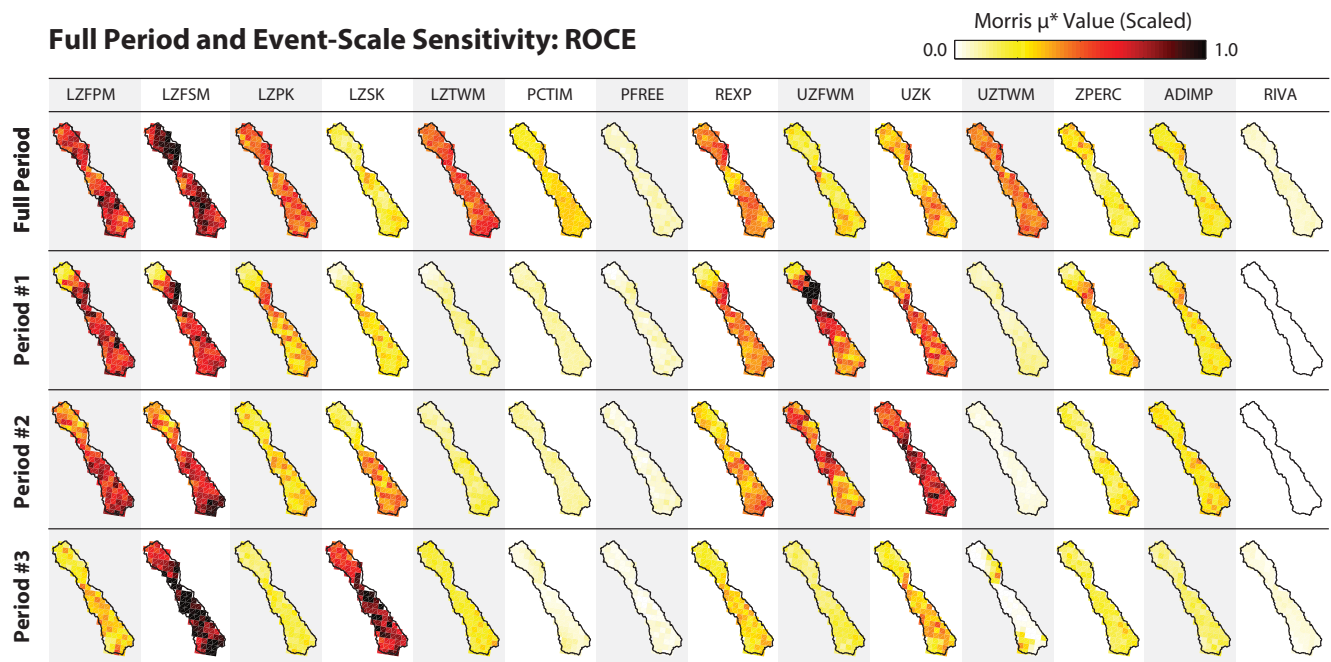 Full Period and Event-Scale Sensitivity: ROCE
Morris µ* Value (Scaled)
0.0 1.0
LZFPM LZFSM LZPK LZSK LZTWM PCTIM PFREE REXP UZFWM UZK UZTWM ZPERC ADIMP RIVA
Full Period
Period #1
Period #2
Period #3